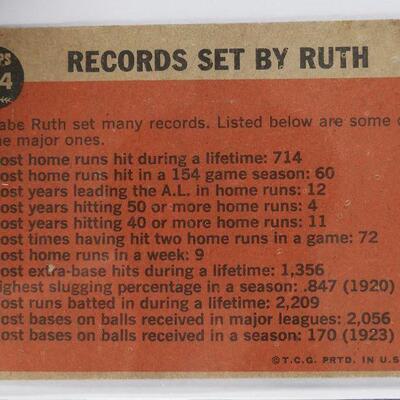 PS
4
RECORDS SET BY RUTH
abe Ruth set many records. Listed below are some o
he major ones.
ost home runs hit during a lifetime: 714
ost home runs hit in a 154 game season: 60
ost years leading the A.L. in home runs: 12
ost years hitting 50 or more home runs: 4
ost years hitting 40 or more home runs: 11
ost times having hit two home runs in a game: 72
ost home runs in a week: 9
ost extra-base hits during a lifetime: 1,356
ighest slugging percentage in a season: .847 (1920)
ost runs batted in during a lifetime: 2,209
ost bases on balls received in major leagues: 2,056
ost bases on balls received in a season: 170 (1923)
© T.C.G. PRTD. IN U.S